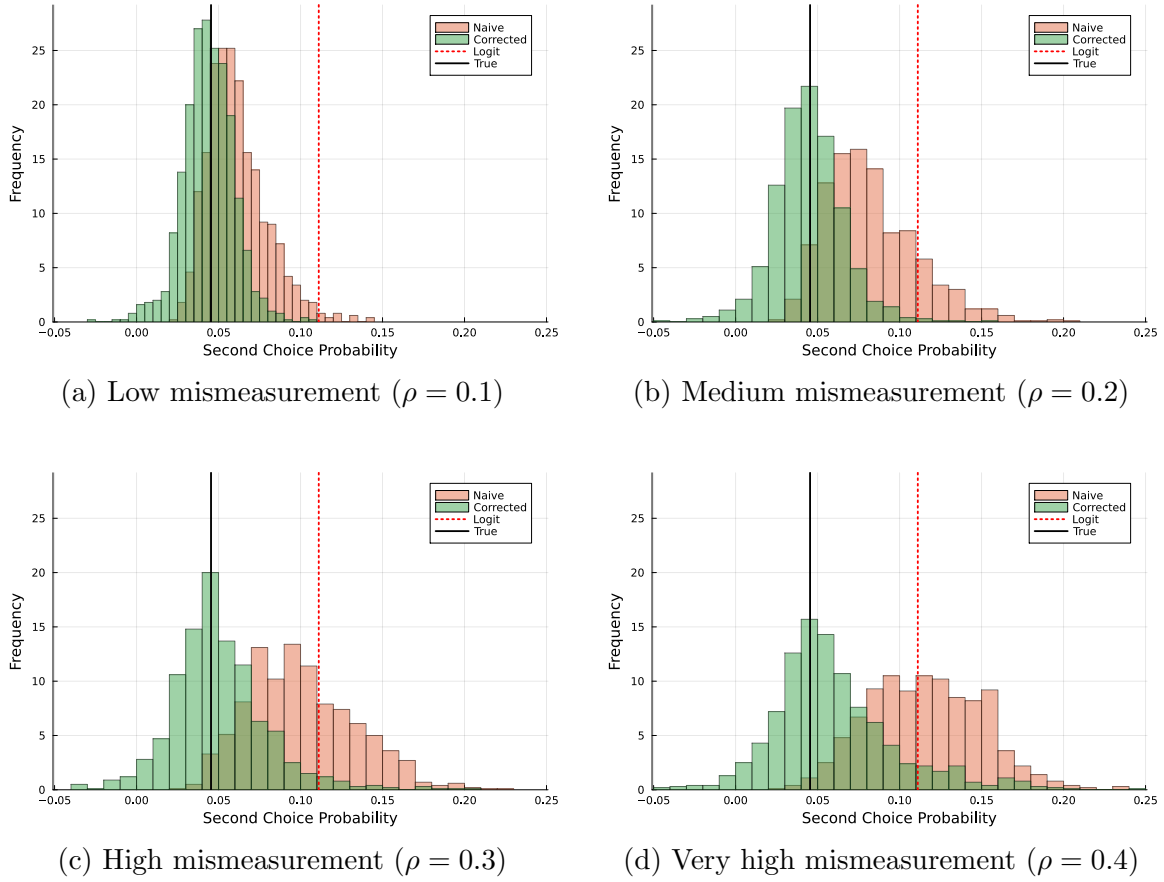 Frequency
25
20
15
10
5
0
Naive
Corrected
Logit
True
−0.05 0.00 0.05 0.10 0.15 0.20 0.25
Second Choice Probability
(a) Low mismeasurement (ρ = 0.1)
Frequency
25
20
15
10
5
0
Naive
Corrected
Logit
True
−0.05 0.00 0.05 0.10 0.15 0.20 0.25
Second Choice Probability
(b) Medium mismeasurement (ρ = 0.2)
Frequency
25
20
15
10
5
0
Naive
Corrected
Logit
True
−0.05 0.00 0.05 0.10 0.15 0.20 0.25
Second Choice Probability
(c) High mismeasurement (ρ = 0.3)
Frequency
25
20
15
10
5
0
Naive
Corrected
Logit
True
−0.05 0.00 0.05 0.10 0.15 0.20 0.25
Second Choice Probability
(d) Very high mismeasurement (ρ = 0.4)